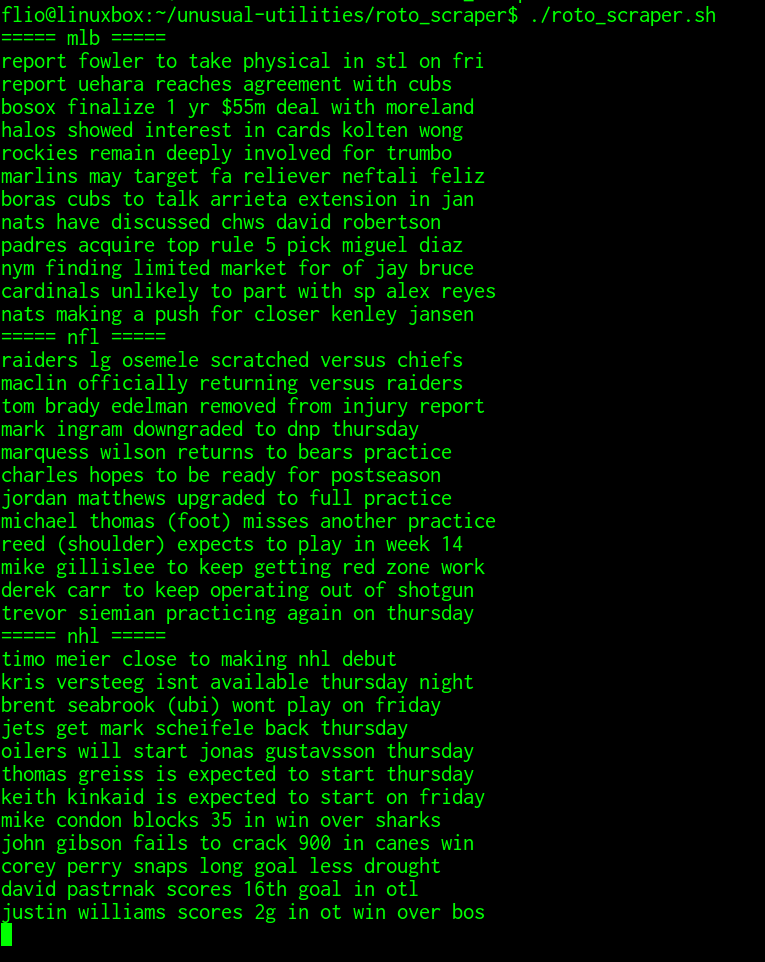 flio@linuxbox:~/unusual-utilities/roto_scraper$ ./roto_scraper.sh
===== mlb =====
report fowler to take physical in stl on fri
report uehara reaches agreement with cubs
bosox finalize 1 yr $55m deal with moreland
halos showed interest in cards kolten wong
rockies remain deeply involved for trumbo
marlins may target fa reliever neftali feliz
boras cubs to talk arrieta extension in jan
nats have discussed chws david robertson
padres acquire top rule 5 pick miguel diaz
nym finding limited market for of jay bruce
cardinals unlikely to part with sp alex reyes
nats making a push for closer kenley jansen
===== nfl =====
raiders lg osemele scratched versus chiefs
maclin officially returning versus raiders
tom brady edelman removed from injury report
mark ingram downgraded to dnp thursday
marquess wilson returns to bears practice
charles hopes to be ready for postseason
jordan matthews upgraded to full practice
michael thomas (foot) misses another practice
reed (shoulder) expects to play in week 14
mike gillislee to keep getting red zone work
derek carr to keep operating out of shotgun
trevor siemian practicing again on thursday
===== nhl =====
timo meier close to making nhl debut
kris versteeg isnt available thursday night
brent seabrook (ubi) wont play on friday
jets get mark scheifele back thursday
oilers will start jonas gustavsson thursday
thomas greiss is expected to start thursday
keith kinkaid is expected to start on friday
mike condon blocks 35 in win over sharks
john gibson fails to crack 900 in canes win
corey perry snaps long goal less drought
david pastrnak scores 16th goal in otl
justin williams scores 2g in ot win over bos